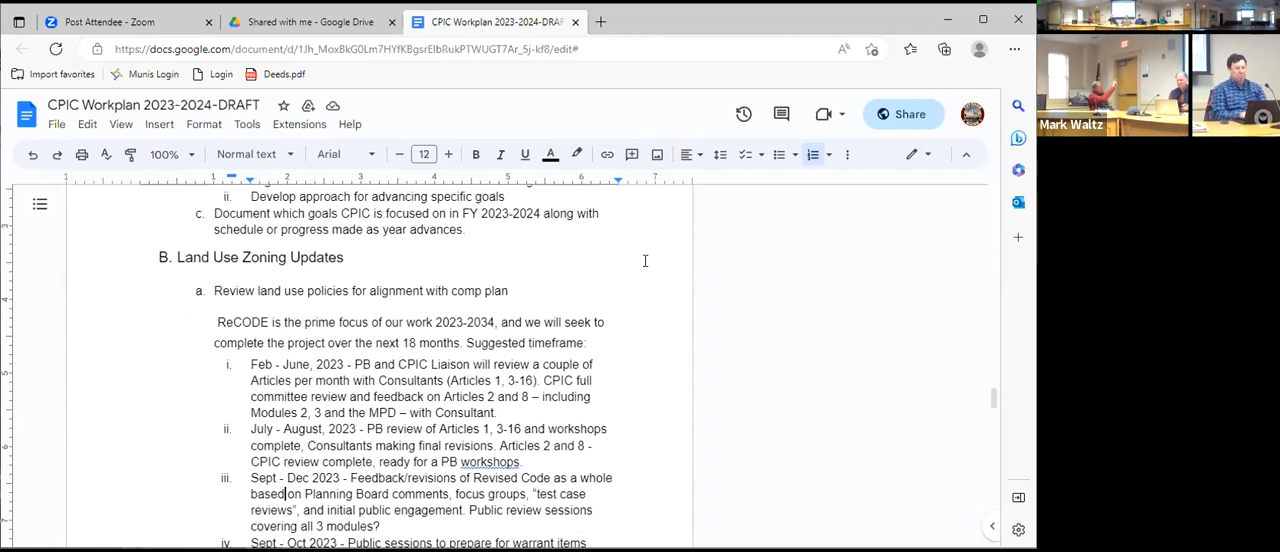 Post Attendee - Zoom
Shared with me - Google Drive
CPIC Workplan 2023-2024-DRAFT
https://docs.google.com/document/d/1Jh_MoxBkG0Lm7HYfKBgsrEIbRukPTWUGT7Ar_5j-kf8/edit#
Import favorites
Munis Login
Login
Deeds.pdf
CPIC Workplan 2023-2024-DRAFT
File Edit View Insert Format Tools Extensions Help
Share
100% Normal text Arial 12
1 1 2 3 4 5 6 7
ii. Develop approach for advancing specific goals
c. Document which goals CPIC is focused on in FY 2023-2024 along with
schedule or progress made as year advances.
B. Land Use Zoning Updates
a. Review land use policies for alignment with comp plan
ReCODE is the prime focus of our work 2023-2034, and we will seek to
complete the project over the next 18 months. Suggested timeframe:
i. Feb - June, 2023 - PB and CPIC Liaison will review a couple of
Articles per month with Consultants (Articles 1, 3-16). CPIC full
committee review and feedback on Articles 2 and 8 – including
Modules 2, 3 and the MPD – with Consultant.
ii. July - August, 2023 - PB review of Articles 1, 3-16 and workshops
complete, Consultants making final revisions. Articles 2 and 8 -
CPIC review complete, ready for a PB workshops.
iii. Sept - Dec 2023 - Feedback/revisions of Revised Code as a whole
based on Planning Board comments, focus groups, “test case
reviews”, and initial public engagement. Public review sessions
covering all 3 modules?
iv. Sept - Oct 2023 - Public sessions to prepare for warrant items
Mark Waltz